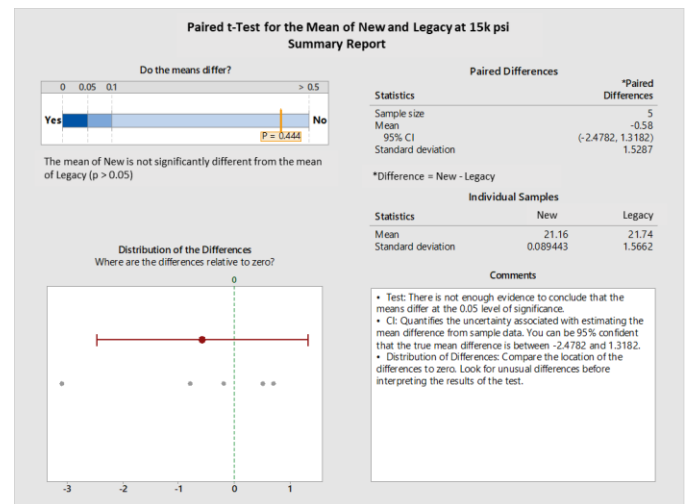 Paired t-Test for the Mean of New and Legacy at 15k psi
Summary Report
Do the means differ?
0 0.05 0.1 > 0.5
Yes No
P = 0.444
The mean of New is not significantly different from the mean
of Legacy (p > 0.05)
Distribution of the Differences
Where are the differences relative to zero?
0
-3 -2 -1 0 1
Paired Differences
*Paired
Statistics Differences
Sample size 5
Mean -0.58
95% CI (-2.4782, 1.3182)
Standard deviation 1.5287
*Difference = New - Legacy
Individual Samples
Statistics New Legacy
Mean 21.16 21.74
Standard deviation 0.089443 1.5662
Comments
• Test: There is not enough evidence to conclude that the
means differ at the 0.05 level of significance.
• CI: Quantifies the uncertainty associated with estimating the
mean difference from sample data. You can be 95% confident
that the true mean difference is between -2.4782 and 1.3182.
• Distribution of Differences: Compare the location of the
differences to zero. Look for unusual differences before
interpreting the results of the test.